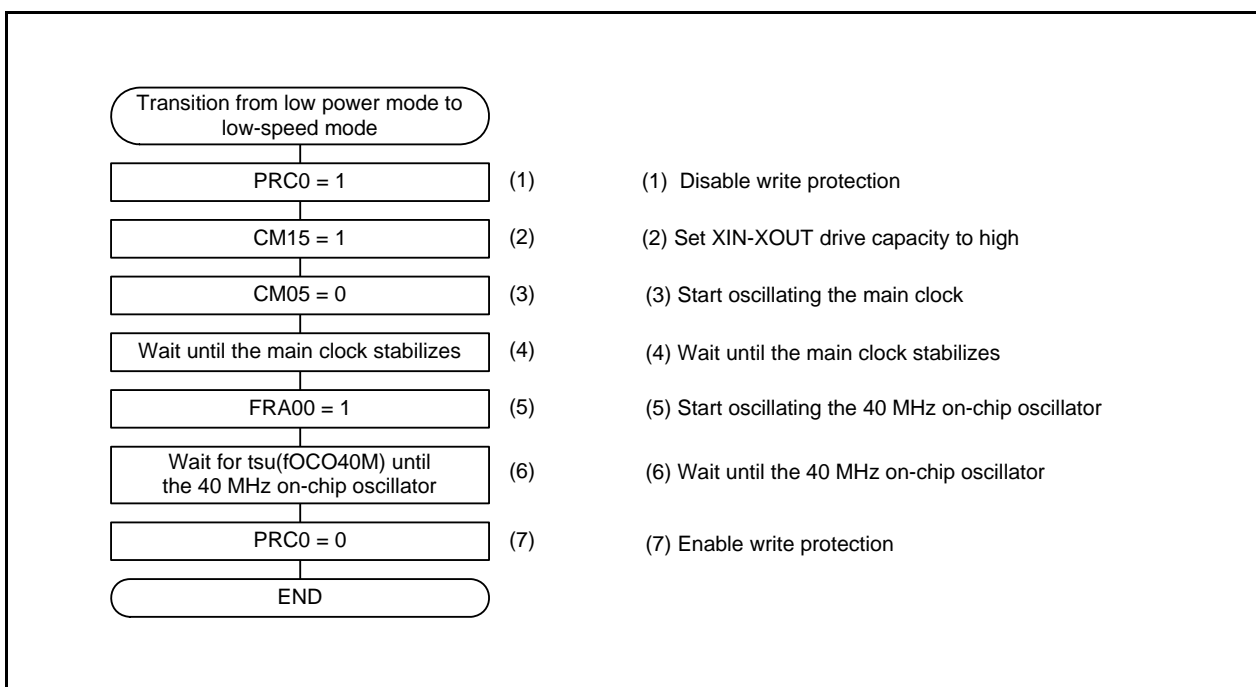 Transition from low power mode to
low-speed mode
PRC0 = 1
(1)
(1) Disable write protection
CM15 = 1
(2)
(2) Set XIN-XOUT drive capacity to high
CM05 = 0
(3)
(3) Start oscillating the main clock
Wait until the main clock stabilizes
(4)
(4) Wait until the main clock stabilizes
FRA00 = 1
(5)
(5) Start oscillating the 40 MHz on-chip oscillator
Wait for tsu(fOCO40M) until
the 40 MHz on-chip oscillator
(6)
(6) Wait until the 40 MHz on-chip oscillator
PRC0 = 0
(7)
(7) Enable write protection
END